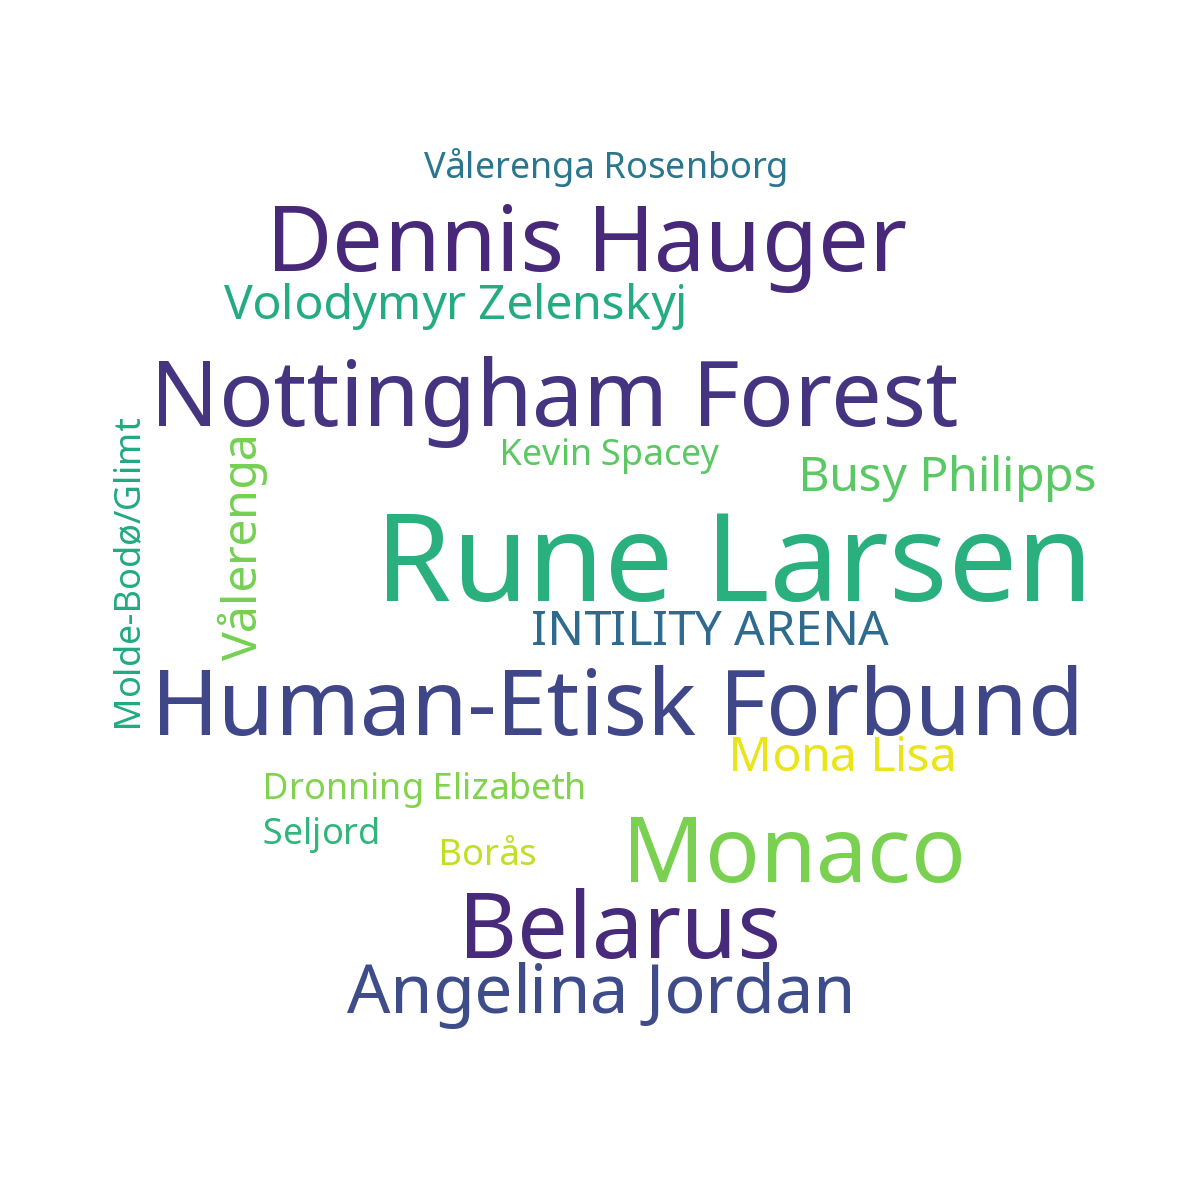 Vålerenga Rosenborg
Dennis Hauger
Volodymyr Zelenskyj
Nottingham Forest
Molde-Bodø/Glimt
Vålerenga
Kevin Spacey
Busy Philipps
Rune Larsen
INTILITY ARENA
Human-Etisk Forbund
Mona Lisa
Dronning Elizabeth
Seljord
Borås
Monaco
Belarus
Angelina Jordan